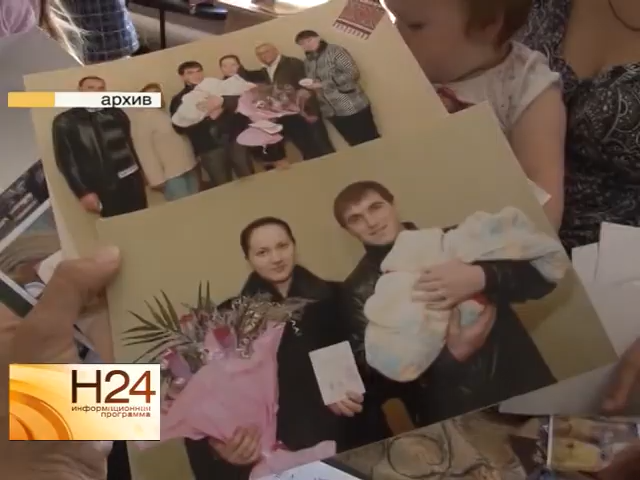 архив
Н24
информационная
программа